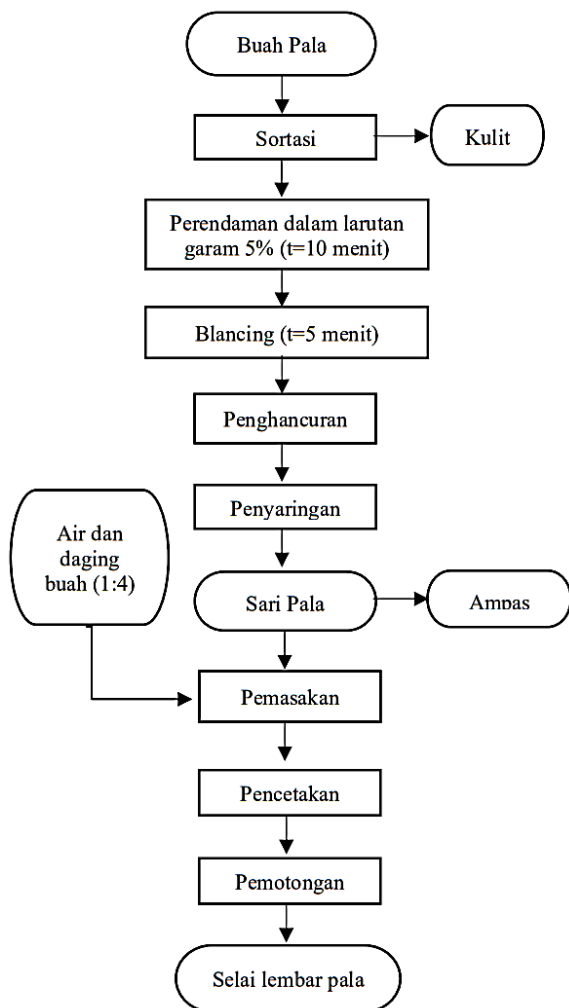 Buah Pala
Sortasi
Kulit
Perendaman dalam larutan
garam 5% (t=10 menit)
Blancing (t=5 menit)
Penghancuran
Penyaringan
Air dan
daging
buah (1:4)
Sari Pala
Ampas
Pemasakan
Pencetakan
Pemotongan
Selai lembar pala